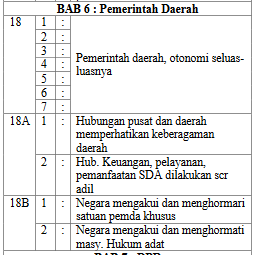 BAB 6 : Pemerintah Daerah
18 1 :
2 :
3 :
4 : Pemerintah daerah, otonomi seluas-
5 : luasnya
6 :
7 :
18A 1 : Hubungan pusat dan daerah
memperhatikan keberagaman
daerah
2 : Hub. Keuangan, pelayanan,
pemanfaatan SDA dilakukan scr
adil
18B 1 : Negara mengakui dan menghormari
satuan pemda khusus
2 : Negara mengakui dan menghormati
masy. Hukum adat